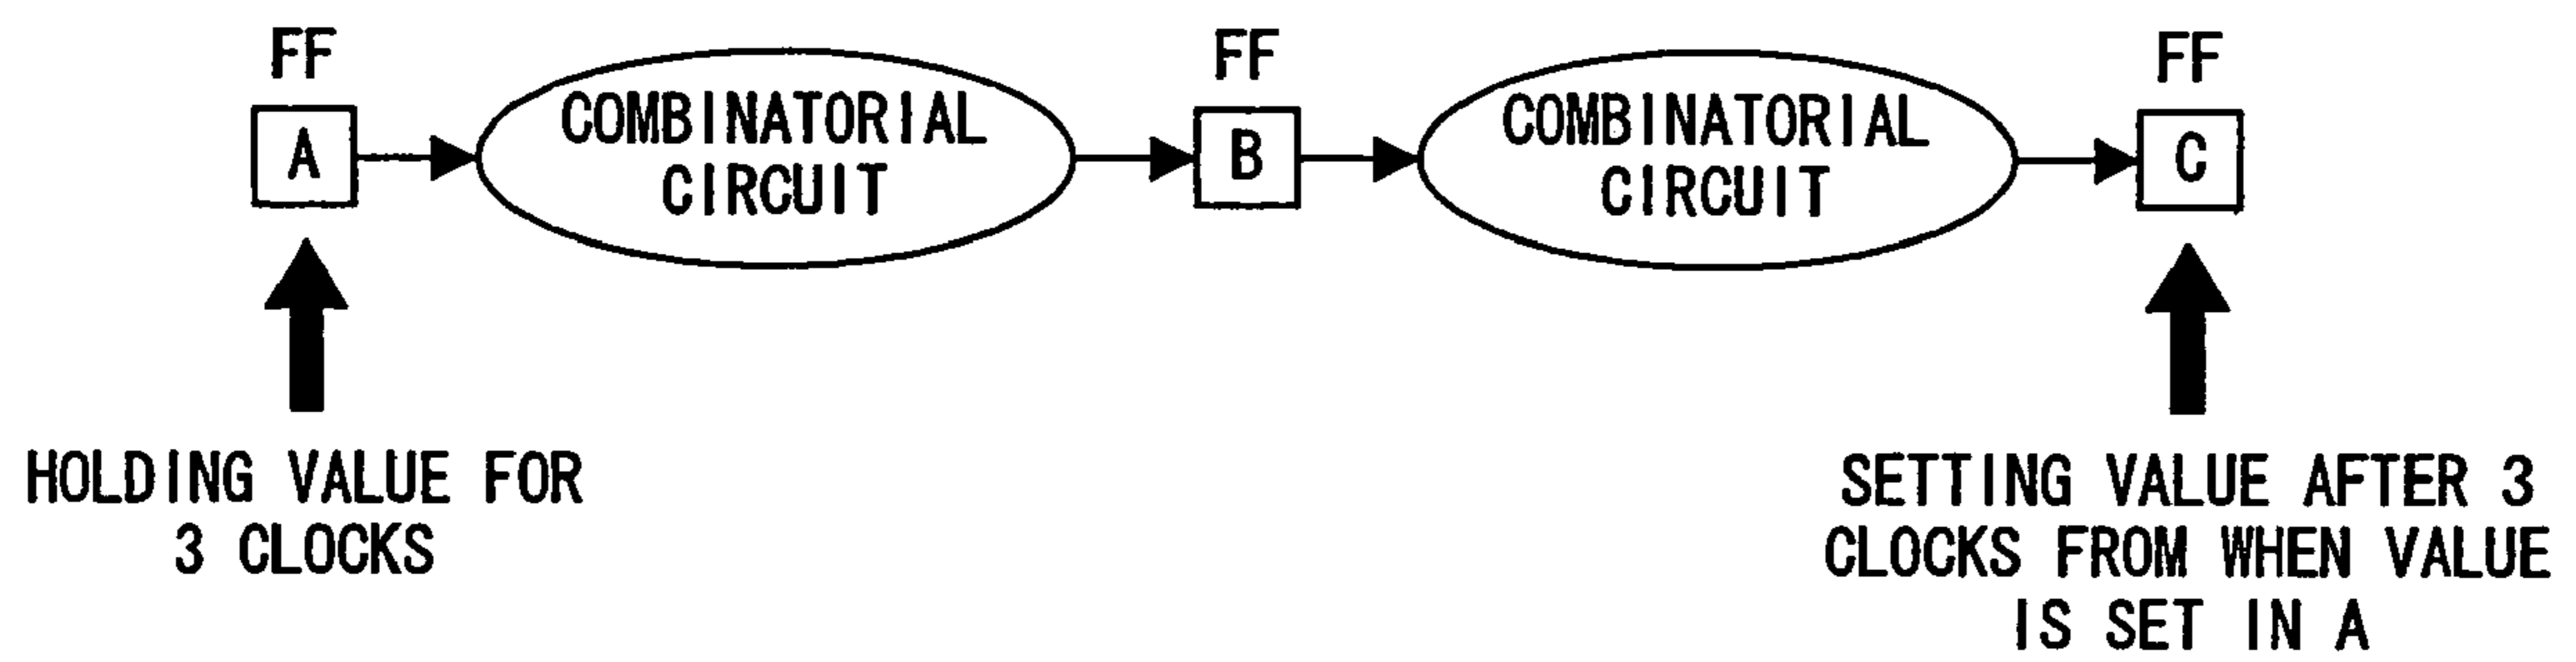 FF FF FF
A COMBINATORIAL CIRCUIT B COMBINATORIAL CIRCUIT C
HOLDING VALUE FOR
3 CLOCKS
SETTING VALUE AFTER 3
CLOCKS FROM WHEN VALUE
IS SET IN A